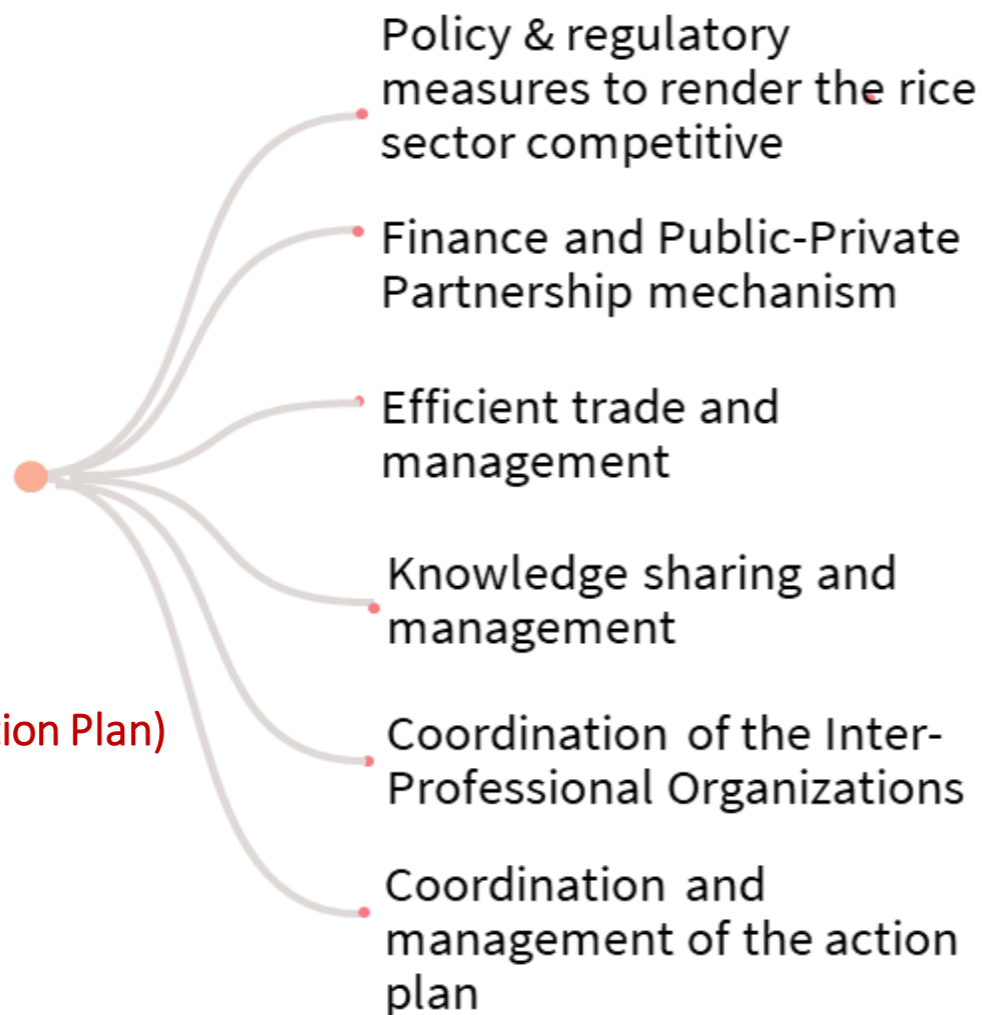 Policy & regulatory
measures to render the rice
sector competitive
Finance and Public-Private
Partnership mechanism
Efficient trade and
management
Knowledge sharing and
management
tion Plan)
Coordination of the Inter-
Professional Organizations
Coordination and
management of the action
plan